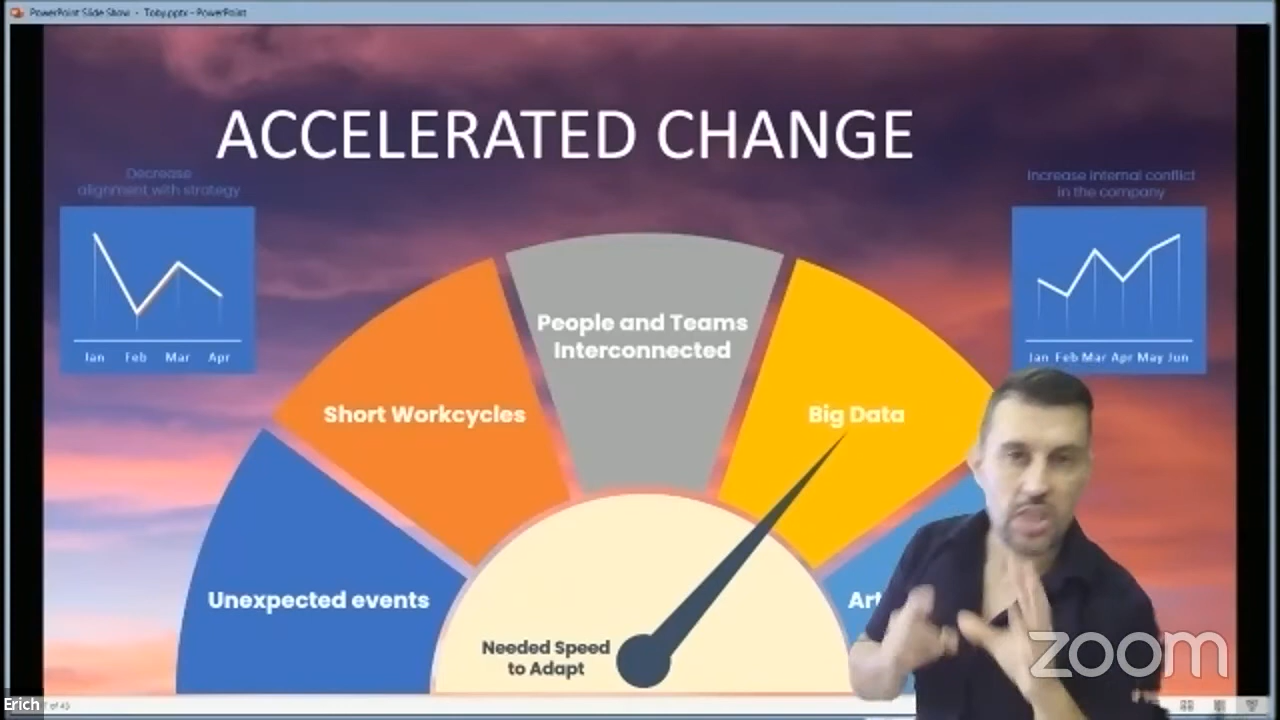 PowerPoint Slide Show - Toby.pptx - PowerPoint
ACCELERATED CHANGE
Decrease
alignment with strategy
Jan Feb Mar Apr
Increase internal conflict
in the company
Jan Feb Mar Apr May Jun
People and Teams
Interconnected
Short Workcycles
Big Data
Unexpected events
Art
Needed Speed
to Adapt
zoom
Erich
of 45